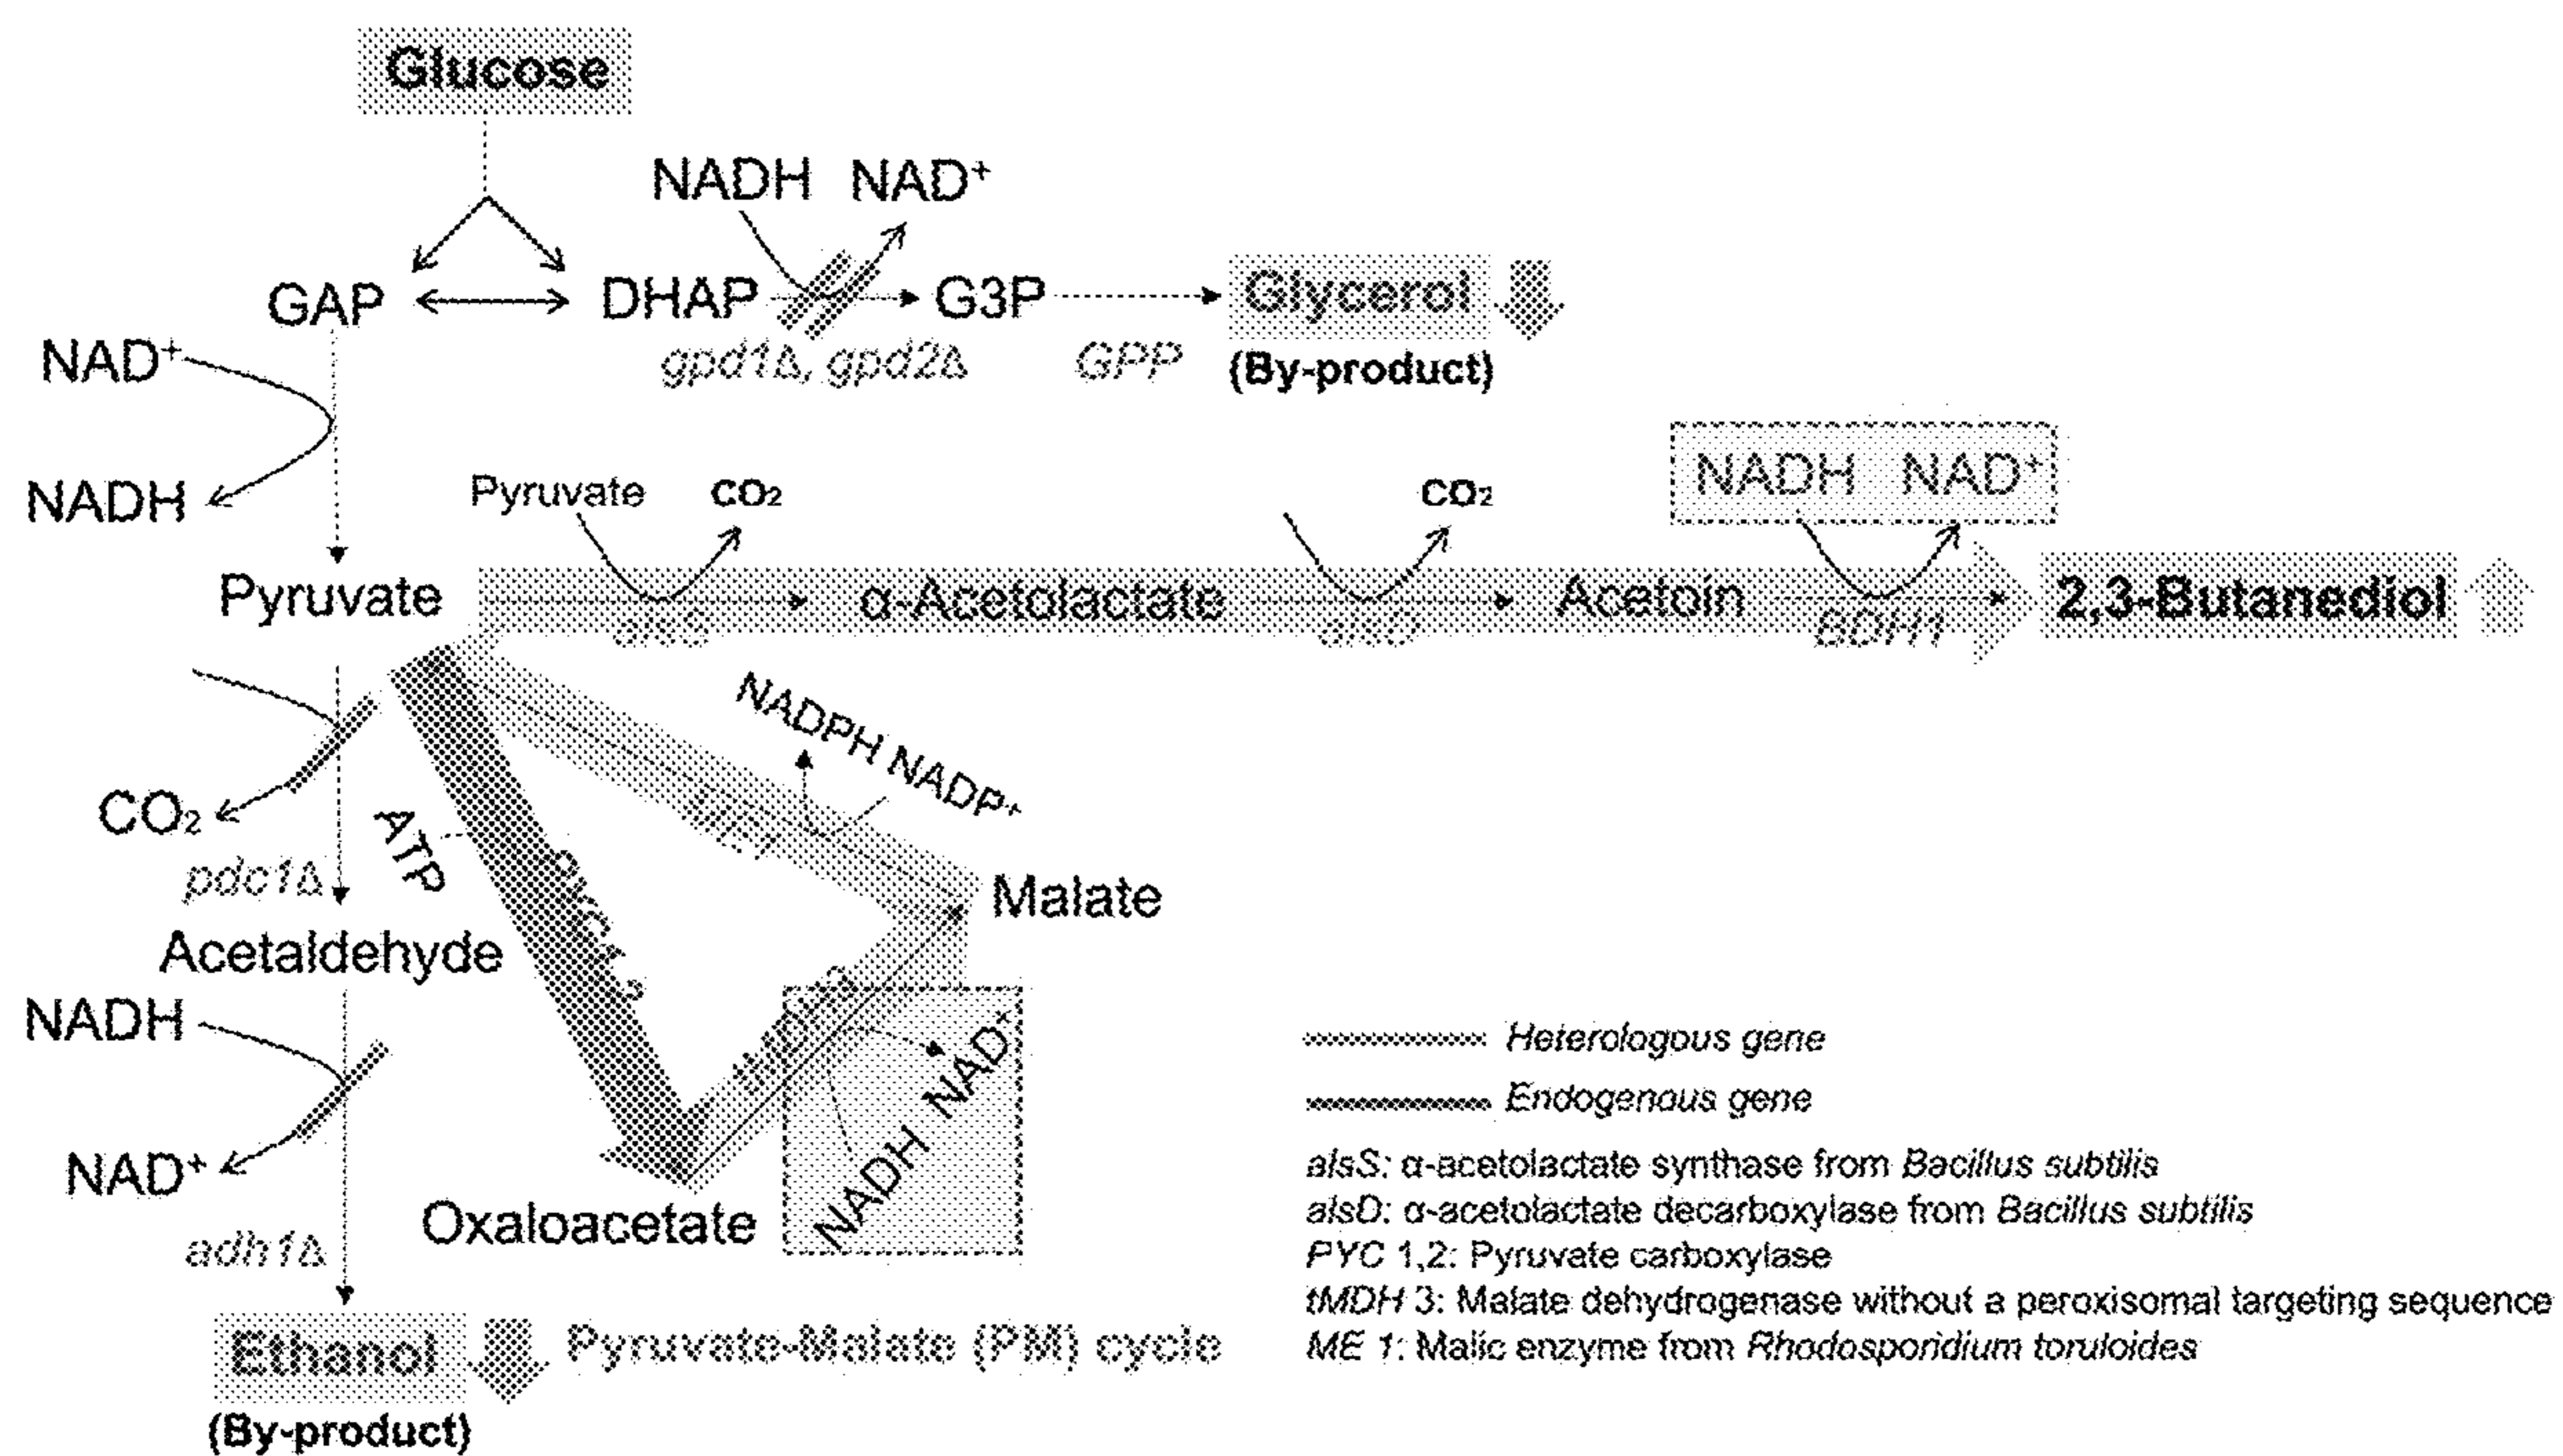 Glucose
NADH NAD⁺
GAP
DHAP
G3P
Glycerol
gpd1Δ, gpd2Δ
GPP
(By-product)
NAD⁺
NADH
Pyruvate
CO₂
CO₂
NADH NAD⁺
Pyruvate
α-Acetolactate
Acetoin
2,3-Butanediol
alsS
alsD
BDH1
NADPH NADP⁺
CO₂
ATP
pdc1Δ
Malate
Acetaldehyde
NADH
NADH NAD⁺
NAD⁺
Oxaloacetate
adh1Δ
Ethanol
(By-product)
Pyruvate-Malate (PM) cycle
Heterologous gene
Endogenous gene
alsS: α-acetolactate synthase from Bacillus subtilis
alsD: α-acetolactate decarboxylase from Bacillus subtilis
PYC 1,2: Pyruvate carboxylase
tMDH 3: Malate dehydrogenase without a peroxisomal targeting sequence
ME 1: Malic enzyme from Rhodosporidium toruloides